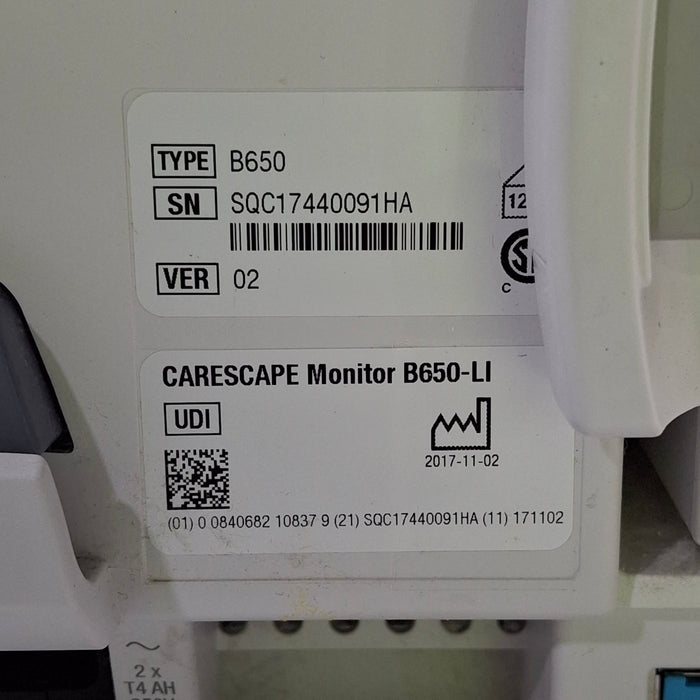 TYPE B650
SN SQC17440091HA
12
VER 02
C
CARESCAPE Monitor B650-LI
UDI
2017-11-02
(01) 0 0840682 10837 9 (21) SQC17440091HA (11) 171102
2 x
T4 AH